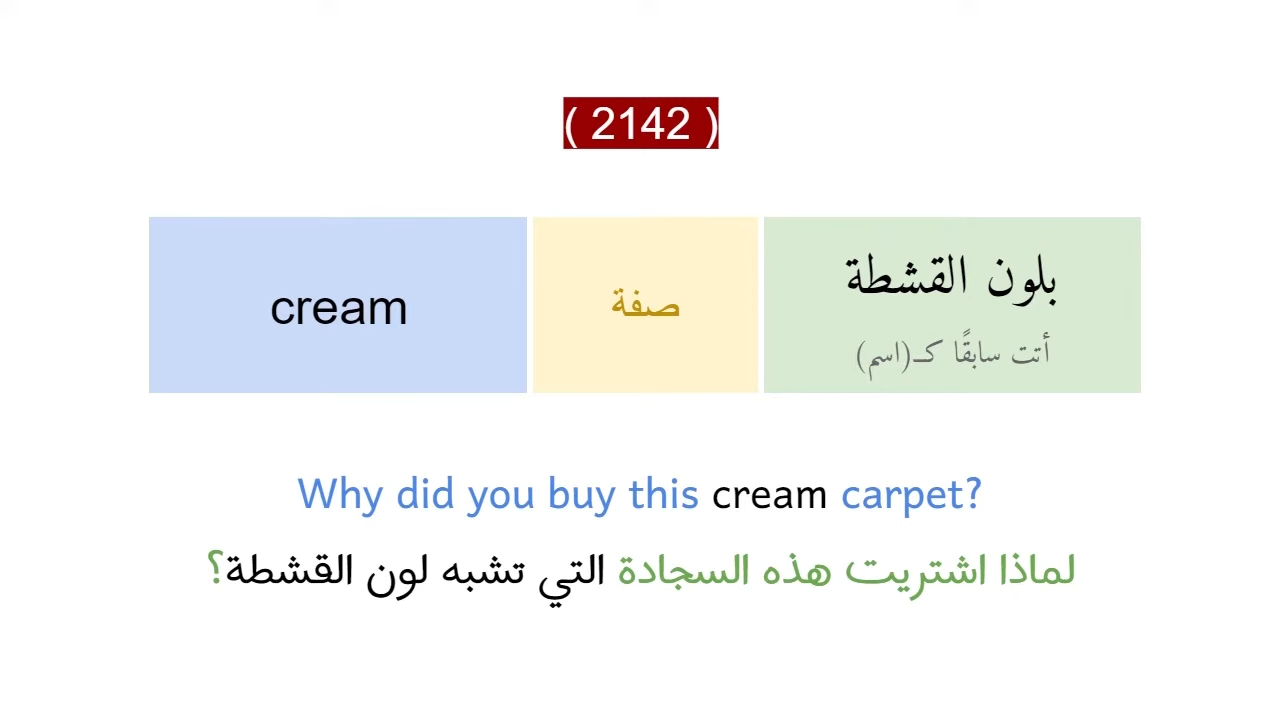 ( 2142 )
cream
صفة
بلون القشطة
أتت سابقًا كـ(اسم)
Why did you buy this cream carpet?
لماذا اشتريت هذه السجادة التي تشبه لون القشطة؟